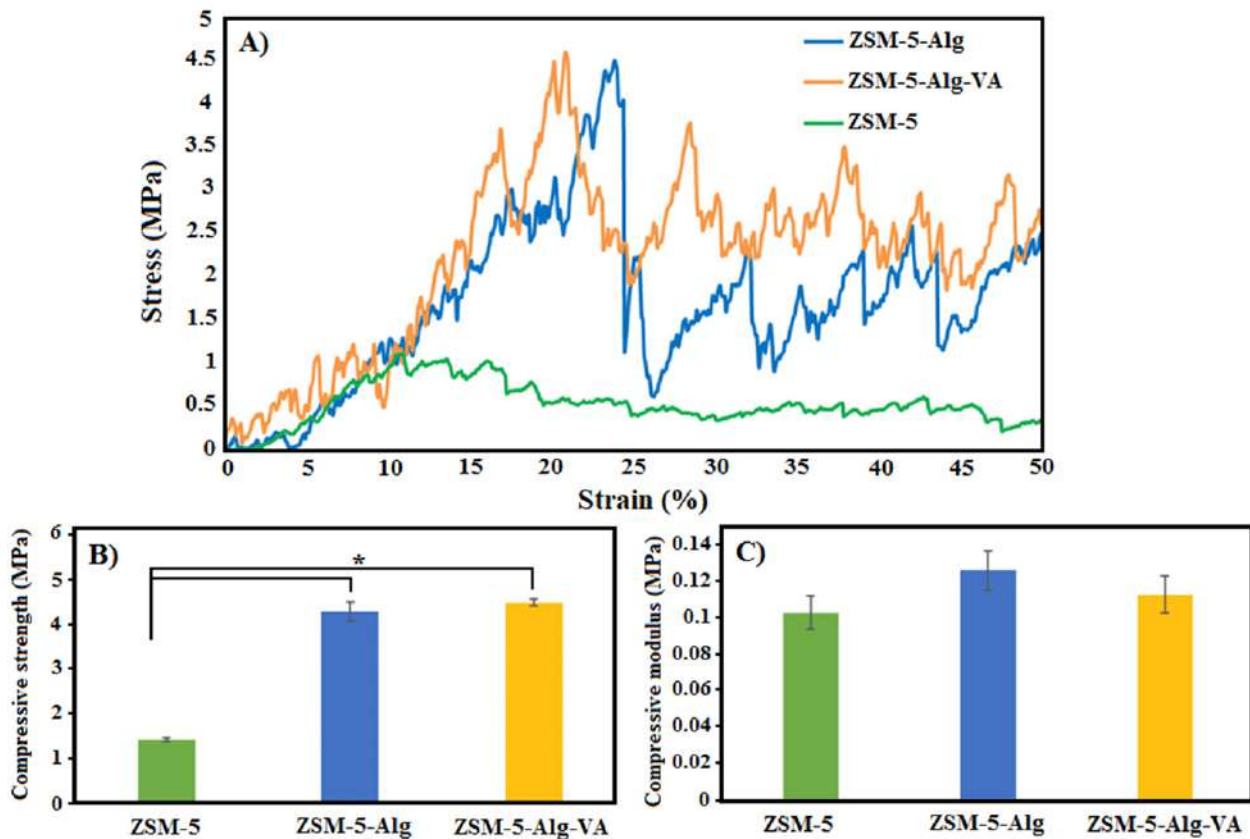 A)
ZSM-5-Alg
ZSM-5-Alg-VA
ZSM-5
Stress (MPa)
5
4.5
4
3.5
3
2.5
2
1.5
1
0.5
0
0 5 10 15 20 25 30 35 40 45 50
Strain (%)
B)
*
Compressive strength (MPa)
6
5
4
3
2
1
0
ZSM-5 ZSM-5-Alg ZSM-5-Alg-VA
C)
Compressive modulus (MPa)
0.14
0.12
0.1
0.08
0.06
0.04
0.02
0
ZSM-5 ZSM-5-Alg ZSM-5-Alg-VA